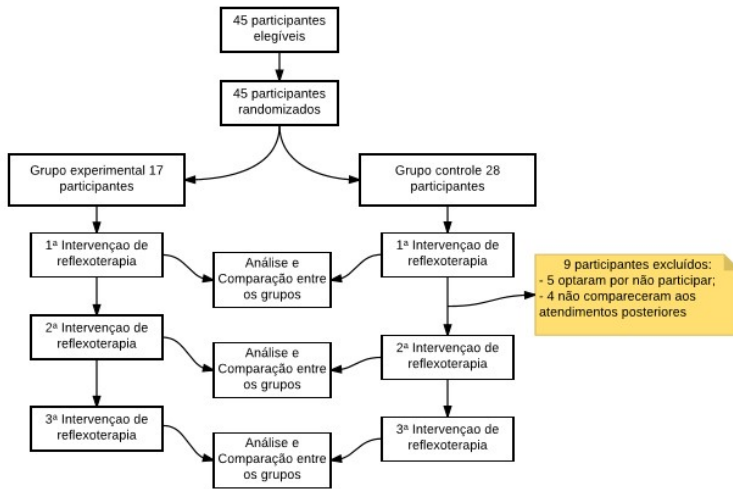 45 participantes
elegíveis
45 participantes
randomizados
Grupo experimental 17
participantes
Grupo controle 28
participantes
1ª Intervençao de
reflexoterapia
Análise e
Comparação entre
os grupos
1ª Intervençao de
reflexoterapia
9 participantes excluídos:
- 5 optaram por não participar;
- 4 não compareceram aos
atendimentos posteriores
2ª Intervençao de
reflexoterapia
Análise e
Comparação entre
os grupos
2ª Intervençao de
reflexoterapia
3ª Intervençao de
reflexoterapia
Análise e
Comparação entre
os grupos
3ª Intervençao de
reflexoterapia